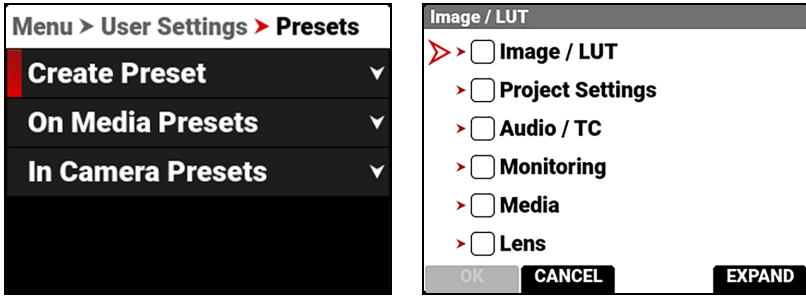 Menu > User Settings > Presets
Create Preset
On Media Presets
In Camera Presets
Image / LUT
Image / LUT
Project Settings
Audio / TC
Monitoring
Media
Lens
OK CANCEL EXPAND